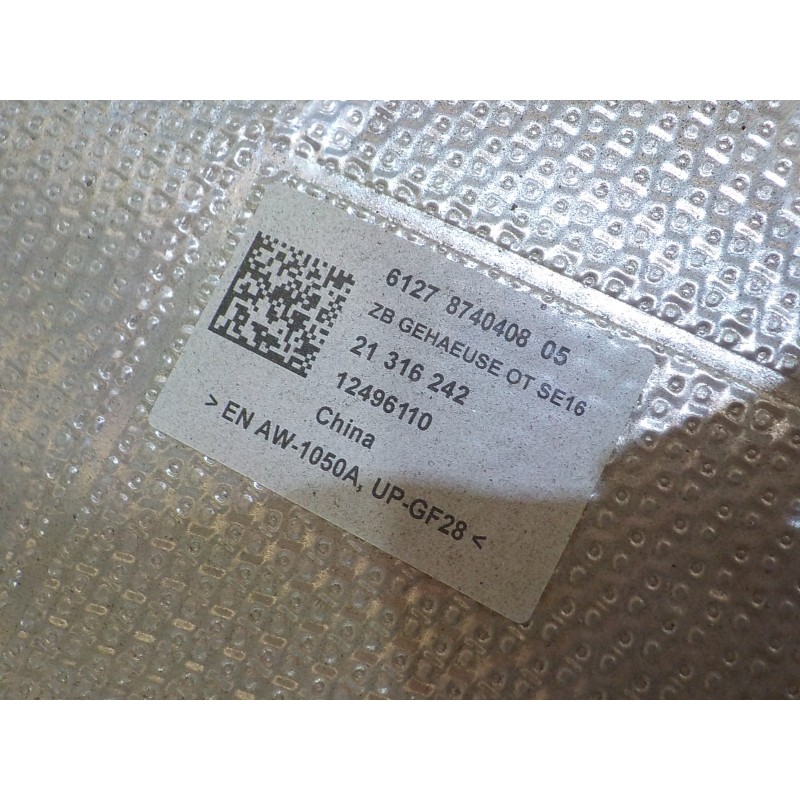 6127 8740408 05
ZB GEHAEUSE OT SE16
21 316 242
12496110
China
> EN AW-1050A, UP-GF28 <